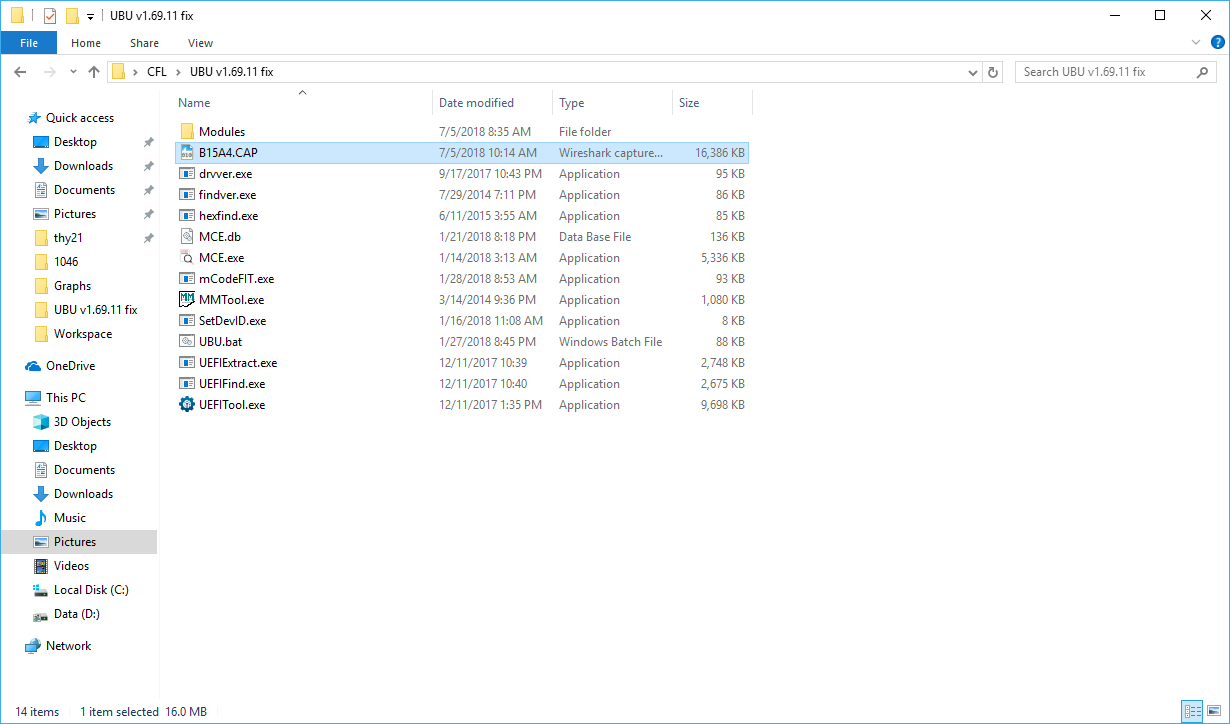 UBU v1.69.11 fix
File Home Share View
CFL UBU v1.69.11 fix Search UBU v1.69.11 fix
Name Date modified Type Size
Quick access
Desktop
Downloads
Documents
Pictures
thy21
1046
Graphs
UBU v1.69.11 fix
Workspace
OneDrive
This PC
3D Objects
Desktop
Documents
Downloads
Music
Pictures
Videos
Local Disk (C:)
Data (D:)
Network
Modules 7/5/2018 8:35 AM File folder
B15A4.CAP 7/5/2018 10:14 AM Wireshark capture... 16,386 KB
drvver.exe 9/17/2017 10:43 PM Application 95 KB
findver.exe 7/29/2014 7:11 PM Application 86 KB
hexfind.exe 6/11/2015 3:55 AM Application 85 KB
MCE.db 1/21/2018 8:18 PM Data Base File 136 KB
MCE.exe 1/14/2018 3:13 AM Application 5,336 KB
mCodeFIT.exe 1/28/2018 8:53 AM Application 93 KB
MMTool.exe 3/14/2014 9:36 PM Application 1,080 KB
SetDevID.exe 1/16/2018 11:08 AM Application 8 KB
UBU.bat 1/27/2018 8:45 PM Windows Batch File 88 KB
UEFIExtract.exe 12/11/2017 10:39 Application 2,748 KB
UEFIFind.exe 12/11/2017 10:40 Application 2,675 KB
UEFITool.exe 12/11/2017 1:35 PM Application 9,698 KB
14 items 1 item selected 16.0 MB